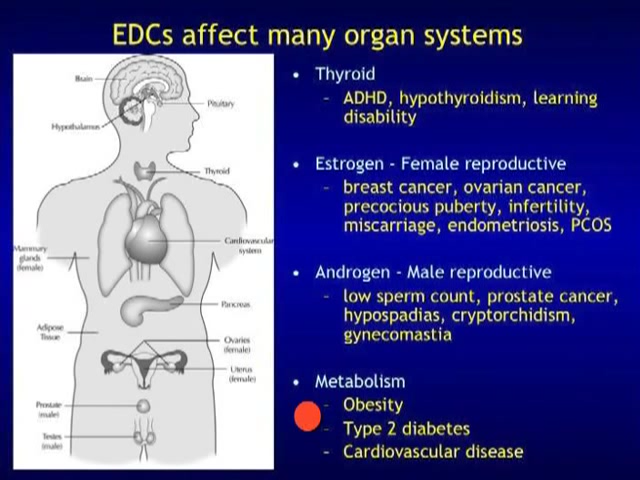 EDCs affect many organ systems
Brain
Pituitary
Hypothalamus
Thyroid
Cardiovascular
system
Mammary
glands
(female)
Pancreas
Adipose
Tissue
Ovaries
(female)
Uterus
(female)
Prostate
(male)
Testes
(male)
• Thyroid
– ADHD, hypothyroidism, learning
disability
• Estrogen - Female reproductive
– breast cancer, ovarian cancer,
precocious puberty, infertility,
miscarriage, endometriosis, PCOS
• Androgen - Male reproductive
– low sperm count, prostate cancer,
hypospadias, cryptorchidism,
gynecomastia
• Metabolism
– Obesity
– Type 2 diabetes
– Cardiovascular disease